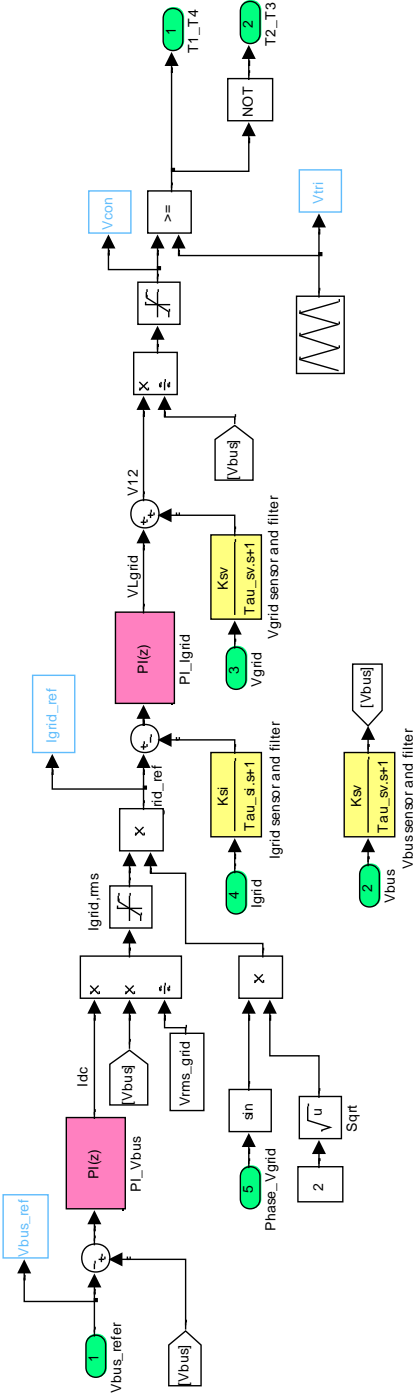 1
Vbus_refer
Vbus_ref
[Vbus]
-
+
PI(z)
PI_Vbus
Idc
[Vbus]
Vrms_grid
×
×
÷
Igrid,rms
5
Phase_Vgrid
sin
2
√u
Sqrt
×
×
rid_ref
Igrid_ref
+
-
4
Igrid
Ksi
Tau_si.s+1
Igrid sensor and filter
PI(z)
PI_Igrid
VLgrid
+
+
3
Vgrid
Ksv
Tau_sv.s+1
Vgrid sensor and filter
V12
[Vbus]
×
÷
Vcon
>=
Vtri
NOT
1
T1_T4
2
T2_T3
2
Vbus
Ksv
Tau_sv.s+1
Vbus sensor and filter
[Vbus]